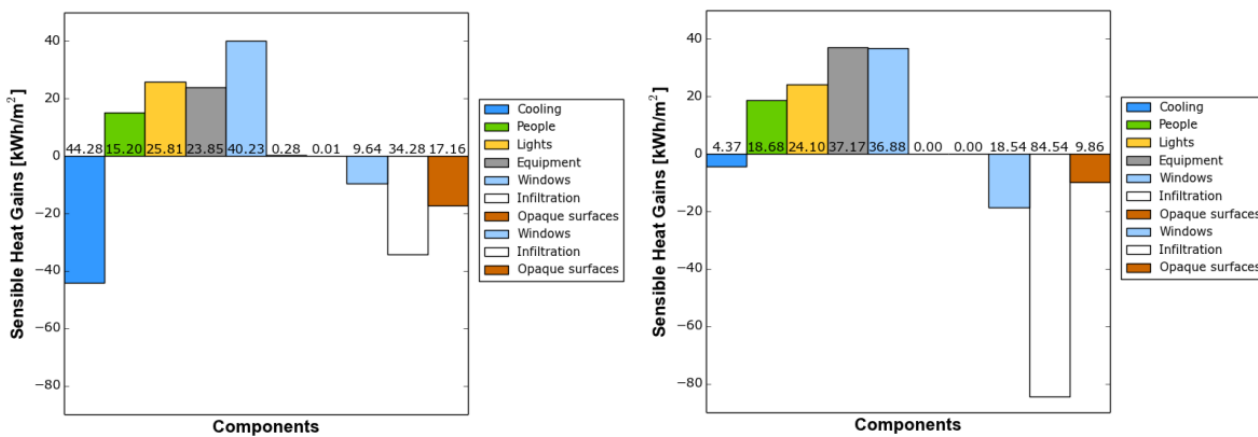 40
20
0
−20
−40
−60
−80
Sensible Heat Gains [kWh/m²]
44.28 15.20 25.81 23.85 40.23 0.28 0.01 9.64 34.28 17.16
Components
Cooling
People
Lights
Equipment
Windows
Infiltration
Opaque surfaces
Windows
Infiltration
Opaque surfaces
40
20
0
−20
−40
−60
−80
Sensible Heat Gains [kWh/m²]
4.37 18.68 24.10 37.17 36.88 0.00 0.00 18.54 84.54 9.86
Components
Cooling
People
Lights
Equipment
Windows
Infiltration
Opaque surfaces
Windows
Infiltration
Opaque surfaces